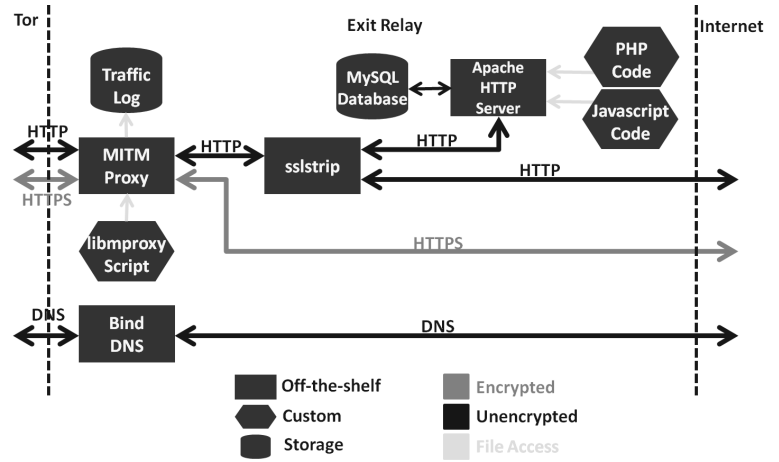 Tor
Exit Relay
Internet
Traffic
Log
MySQL
Database
Apache
HTTP
Server
PHP
Code
Javascript
Code
HTTP
MITM
Proxy
HTTP
sslstrip
HTTP
HTTP
HTTPS
libmproxy
Script
HTTPS
DNS
Bind
DNS
DNS
Off-the-shelf
Encrypted
Custom
Unencrypted
Storage
File Access